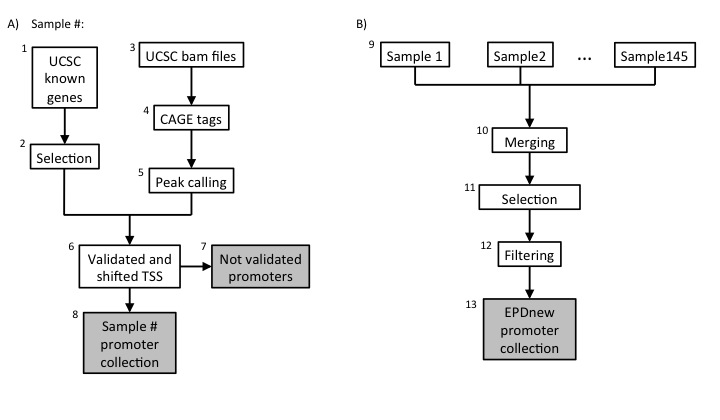 A) Sample #:
1
UCSC
known
genes
2
Selection
3
UCSC bam files
4
CAGE tags
5
Peak calling
6
Validated and
shifted TSS
7
Not validated
promoters
8
Sample #
promoter
collection
B)
9
Sample 1
Sample2
...
Sample145
10
Merging
11
Selection
12
Filtering
13
EPDnew
promoter
collection